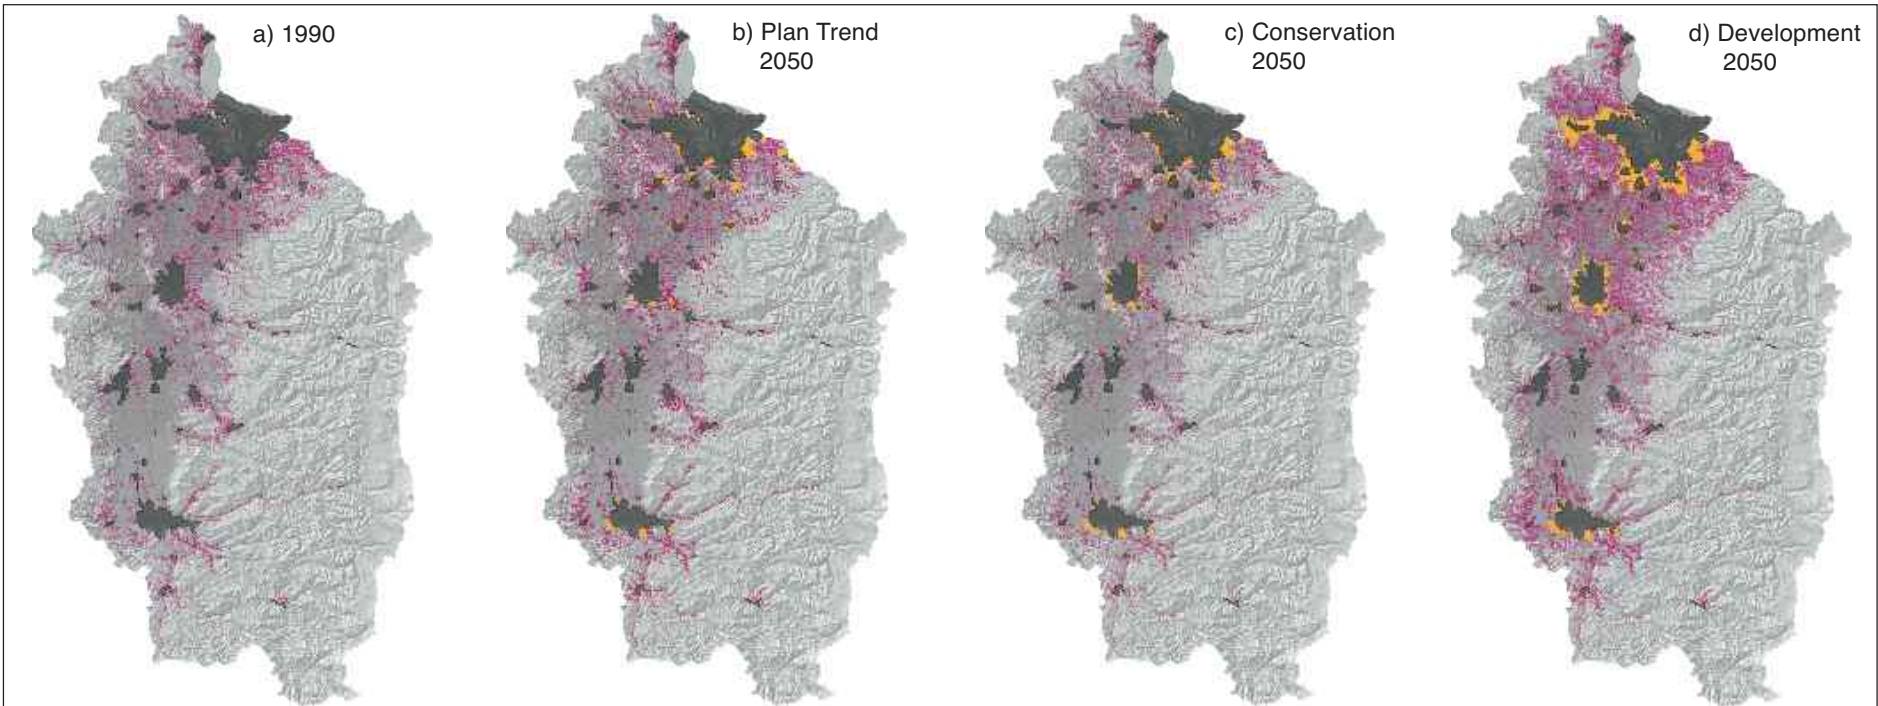 a) 1990
b) Plan Trend
2050
c) Conservation
2050
d) Development
2050